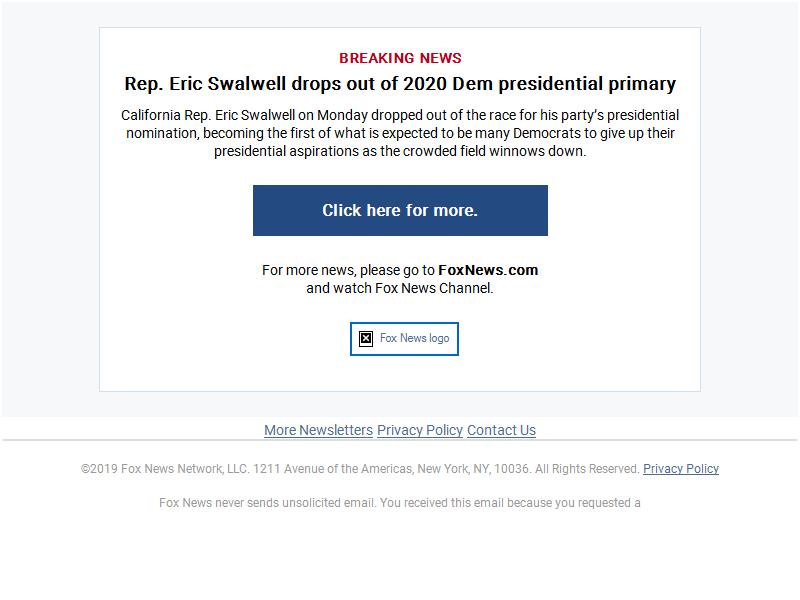 BREAKING NEWS
Rep. Eric Swalwell drops out of 2020 Dem presidential primary
California Rep. Eric Swalwell on Monday dropped out of the race for his party’s presidential
nomination, becoming the first of what is expected to be many Democrats to give up their
presidential aspirations as the crowded field winnows down.
Click here for more.
For more news, please go to FoxNews.com
and watch Fox News Channel.
Fox News logo
More Newsletters Privacy Policy Contact Us
©2019 Fox News Network, LLC. 1211 Avenue of the Americas, New York, NY, 10036. All Rights Reserved. Privacy Policy
Fox News never sends unsolicited email. You received this email because you requested a